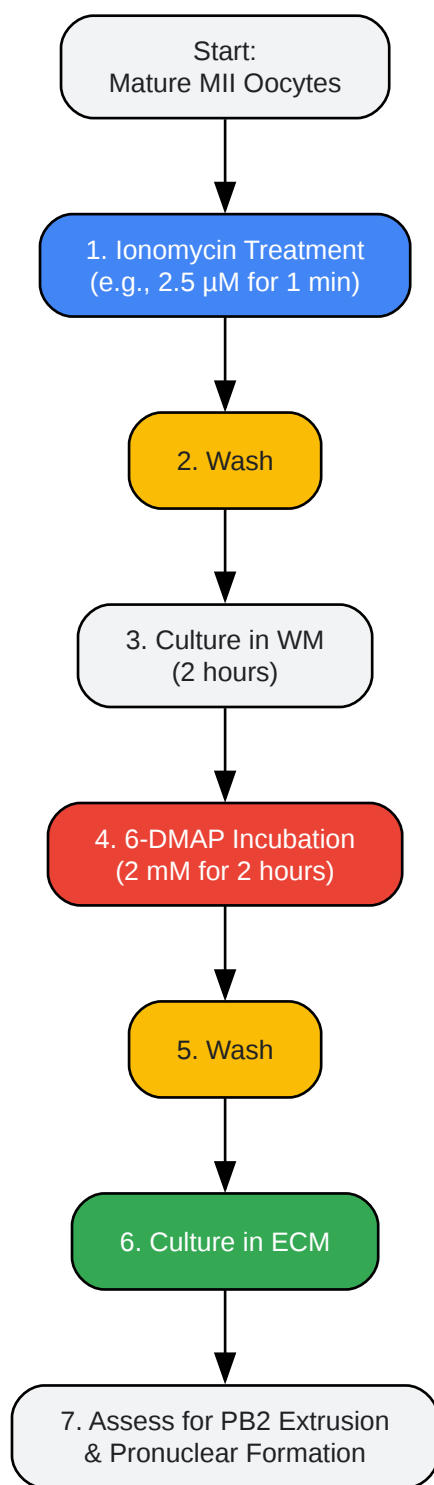 Start:
Mature MII Oocytes
1. Ionomycin Treatment
(e.g., 2.5 µM for 1 min)
2. Wash
3. Culture in WM
(2 hours)
4. 6-DMAP Incubation
(2 mM for 2 hours)
5. Wash
6. Culture in ECM
7. Assess for PB2 Extrusion
& Pronuclear Formation